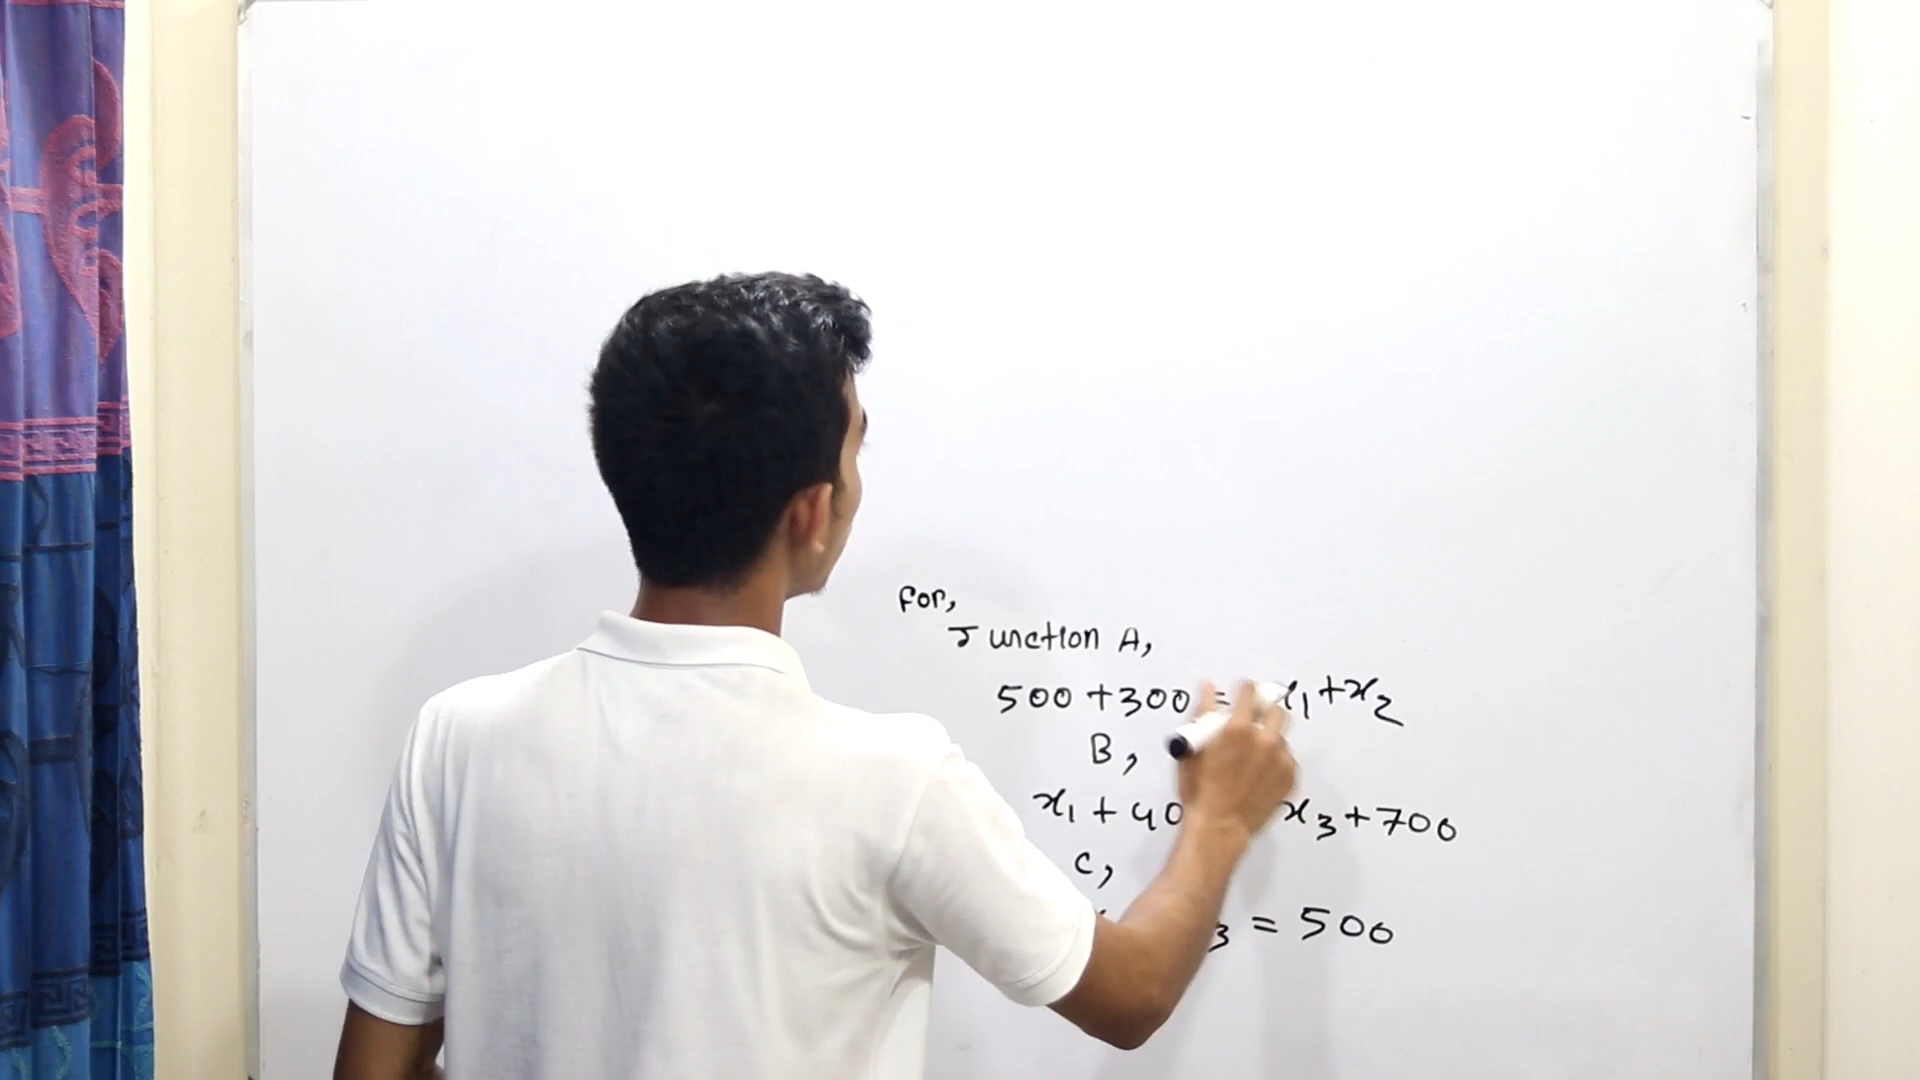 for,
Junction A,
500 + 300 = x₁ + x₂
B,
x₁ + 40 x₃ + 700
C,
3 = 500